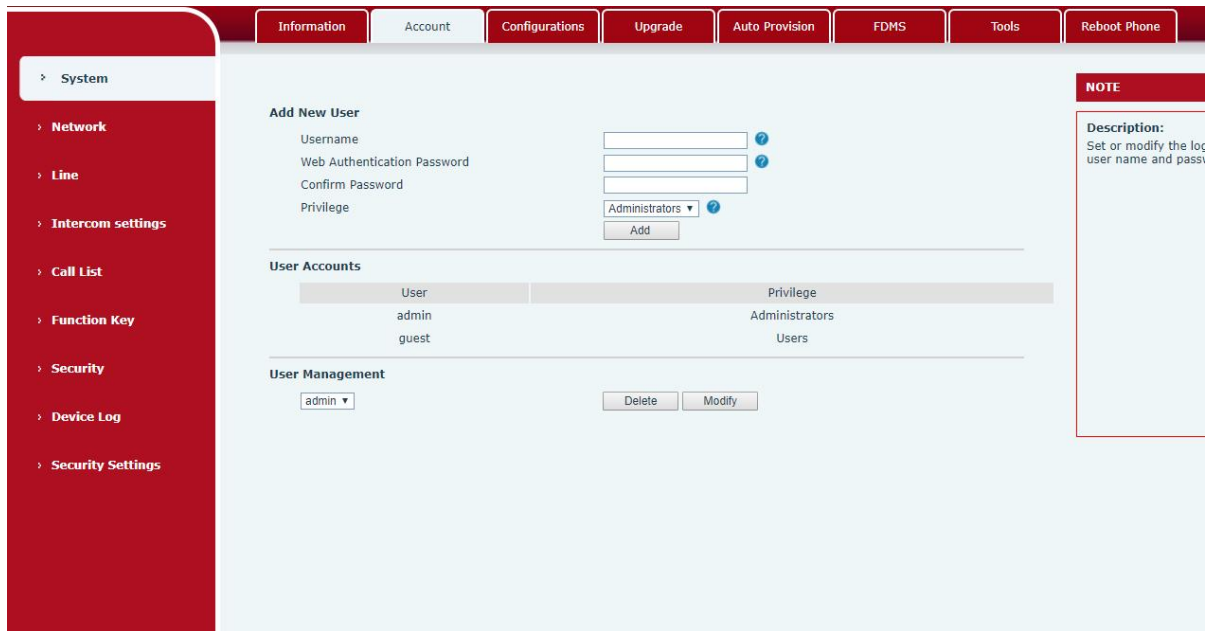 Information Account Configurations Upgrade Auto Provision FDMS Tools Reboot Phone
› System
› Network
› Line
› Intercom settings
› Call List
› Function Key
› Security
› Device Log
› Security Settings
Add New User
Username
Web Authentication Password
Confirm Password
Privilege Administrators
Add
User Accounts
User Privilege
admin Administrators
guest Users
User Management
admin Delete Modify
NOTE
Description:
Set or modify the
user name and